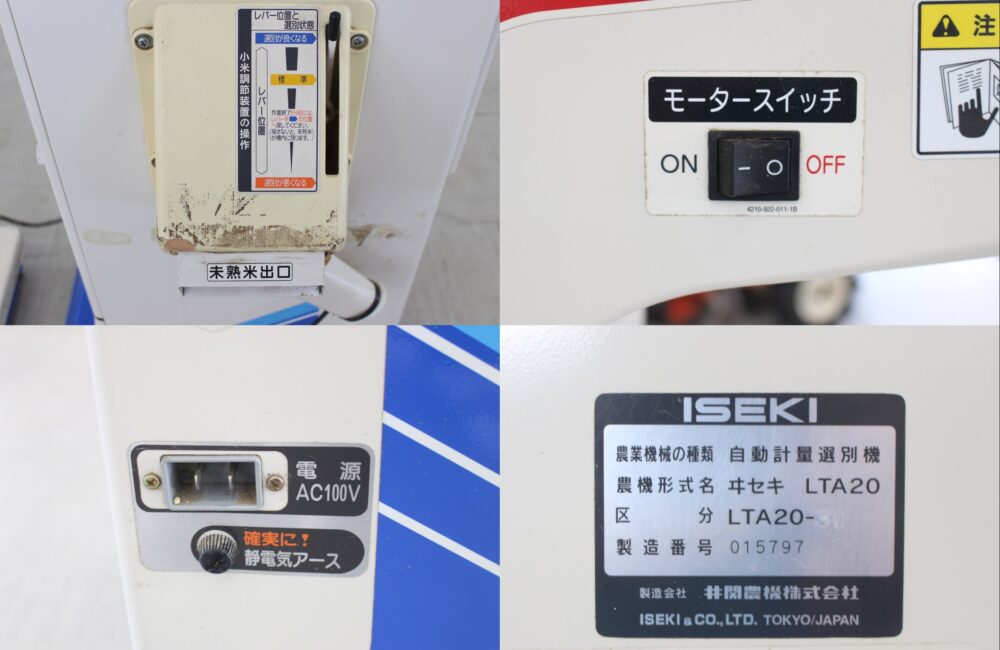 レバー位置と
選別状態
選別が良くなる
標準
レバー位置
小米調節装置の操作
選別が悪くなる
未熟米出口
注
モータースイッチ
ON
OFF
4210-922-011-1B
電源
AC100V
確実に!
静電気アース
ISEKI
農業機械の種類 自動計量選別機
農機形式名 ヰセキ LTA20
区分 LTA20-
製造番号 015797
製造会社 井関農機株式会社
ISEKI & CO., LTD. TOKYO/JAPAN